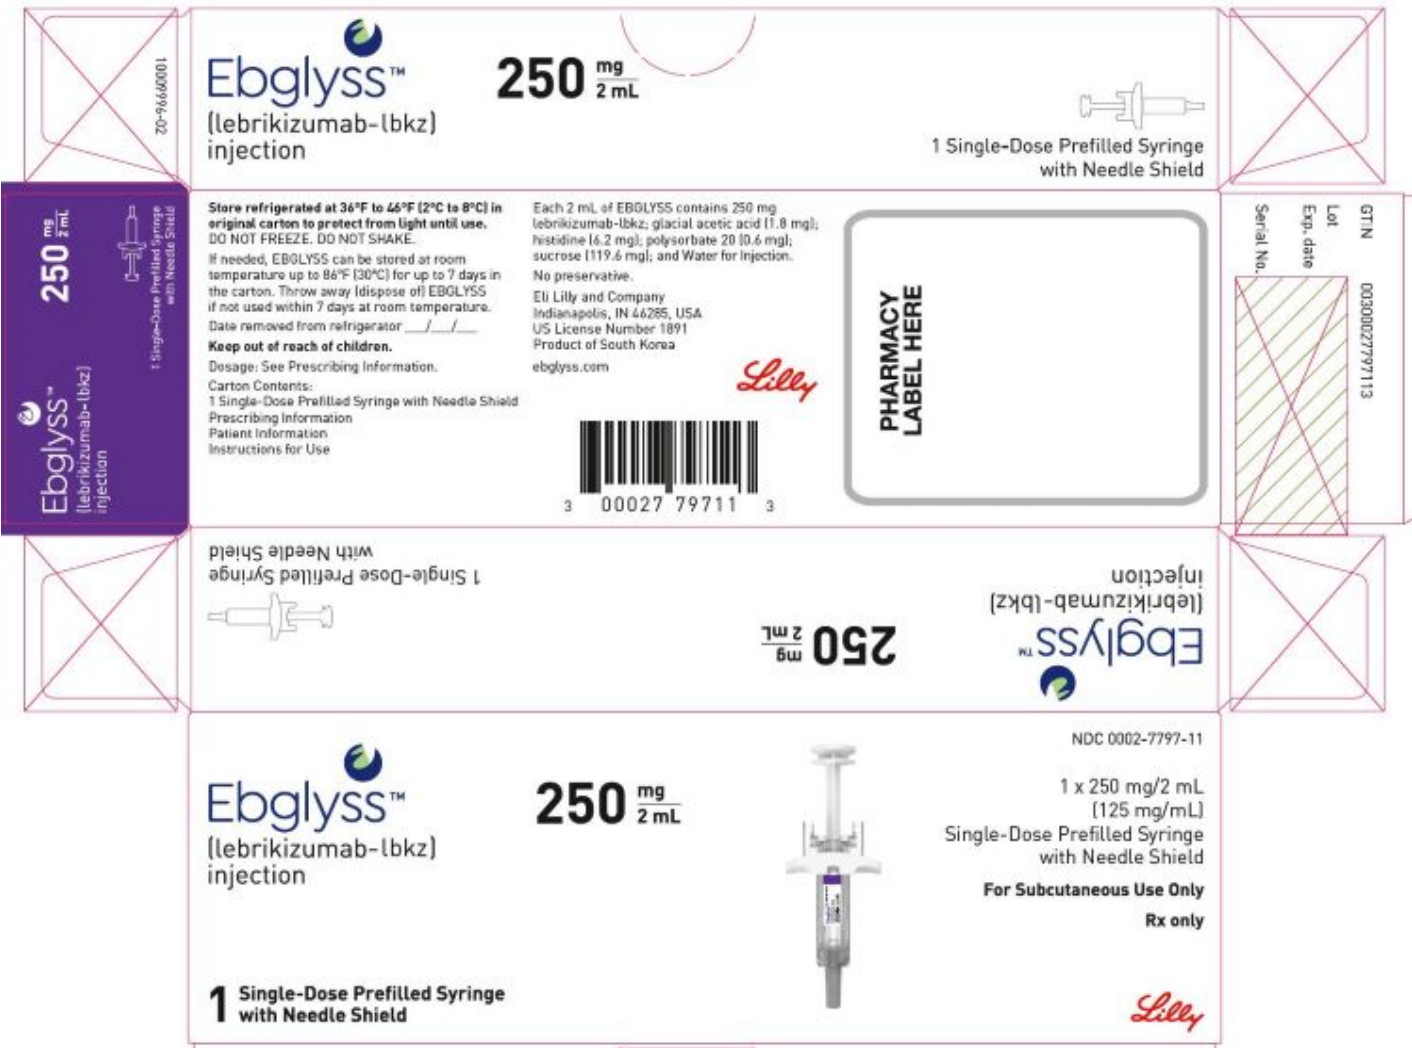 10009996-02
Ebglyss™
(lebrikizumab-lbkz)
injection
250 mg
2 mL
1 Single-Dose Prefilled Syringe
with Needle Shield
250 mg
2 mL
1 Single-Dose Prefilled Syringe
with Needle Shield
Ebglyss™
(lebrikizumab-lbkz)
injection
Store refrigerated at 36°F to 46°F (2°C to 8°C) in
original carton to protect from light until use.
DO NOT FREEZE. DO NOT SHAKE.
If needed, EBGLYSS can be stored at room
temperature up to 86°F (30°C) for up to 7 days in
the carton. Throw away (dispose of) EBGLYSS
if not used within 7 days at room temperature.
Date removed from refrigerator ___/___/___
Keep out of reach of children.
Dosage: See Prescribing Information.
Carton Contents:
1 Single-Dose Prefilled Syringe with Needle Shield
Prescribing Information
Patient Information
Instructions for Use
Each 2 mL of EBGLYSS contains 250 mg
lebrikizumab-lbkz; glacial acetic acid (1.8 mg);
histidine (6.2 mg); polysorbate 20 (0.6 mg);
sucrose (119.6 mg); and Water for Injection.
No preservative.
Eli Lilly and Company
Indianapolis, IN 46285, USA
US License Number 1891
Product of South Korea
ebglyss.com
Lilly
3 00027 79711 3
PHARMACY
LABEL HERE
GTIN 00300027797113
Lot
Exp. date
Serial No.
Ebglyss™
(lebrikizumab-lbkz)
injection
250 mg
2 mL
1 Single-Dose Prefilled Syringe
with Needle Shield
Ebglyss™
(lebrikizumab-lbkz)
injection
250 mg
2 mL
NDC 0002-7797-11
1 x 250 mg/2 mL
(125 mg/mL)
Single-Dose Prefilled Syringe
with Needle Shield
For Subcutaneous Use Only
Rx only
1 Single-Dose Prefilled Syringe
with Needle Shield
Lilly